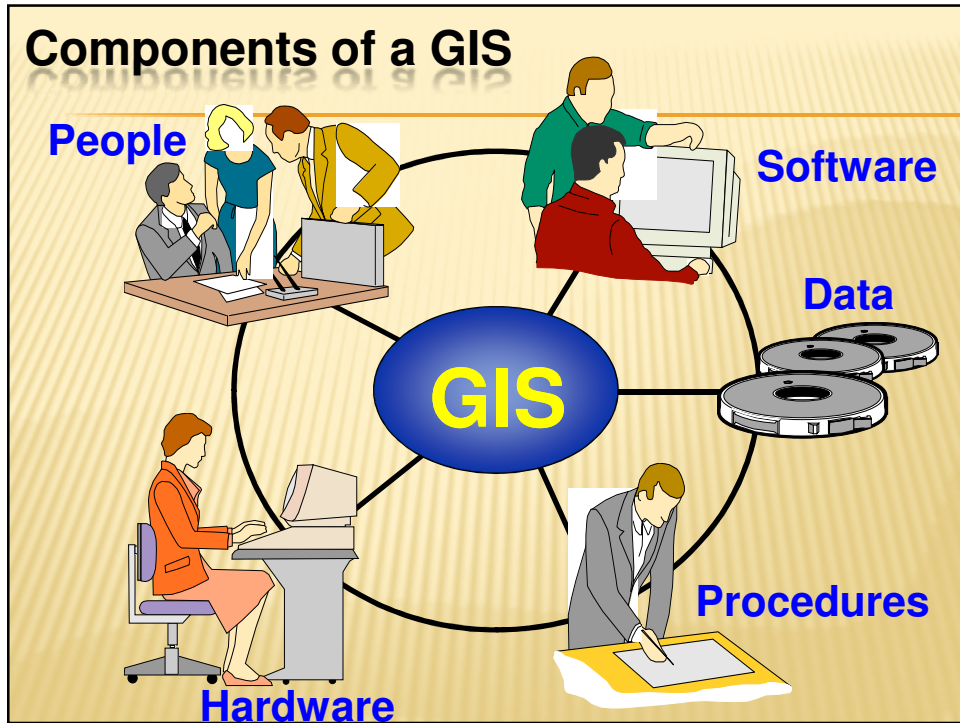 Components of a GIS
People
Software
Data
GIS
Procedures
Hardware